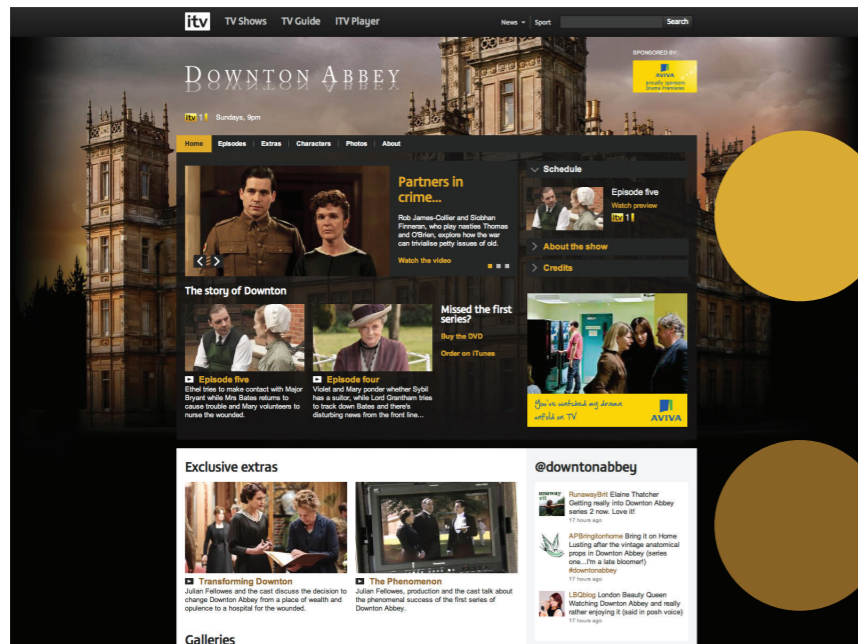 itv TV Shows TV Guide ITV Player News Sport Search
SPONSORED BY:
AVIVA
proudly sponsors
Drama Premieres
DOWNTON ABBEY
itv 1 Sundays, 9pm
Home Episodes Extras Characters Photos About
Partners in
crime...
Rob James-Collier and Siobhan
Finneran, who play nasties Thomas
and O'Brien, explore how the war
can trivialise petty issues of old.
Watch the video
Schedule
Episode five
Watch preview
itv 1
About the show
Credits
The story of Downton
Episode five
Ethel tries to make contact with Major
Bryant while Mrs Bates returns to
cause trouble and Mary volunteers to
nurse the wounded.
Episode four
Violet and Mary ponder whether Sybil
has a suitor, while Lord Grantham tries
to track down Bates and there's
disturbing news from the front line...
Missed the first
series?
Buy the DVD
Order on iTunes
You've watched my drama
unfold on TV
AVIVA
Exclusive extras
Transforming Downton
Julian Fellowes and the cast discuss the decision to
change Downton Abbey from a place of wealth and
opulence to a hospital for the wounded.
The Phenomenon
Julian Fellowes, production and the cast talk about
the phenomenal success of the first series of
Downton Abbey.
Galleries
@downtonabbey
RunawayBrit Elaine Thatcher
Getting really into Downton Abbey
series 2 now. Love it!
17 hours ago
APBringitonhome Bring it on Home
Lusting after the vintage anatomical
props in Downton Abbey (series
one...I'm a late bloomer!)
#downtonabbey
17 hours ago
LBQblog London Beauty Queen
Watching Downton Abbey and really
rather enjoying it (said in posh voice)
17 hours ago